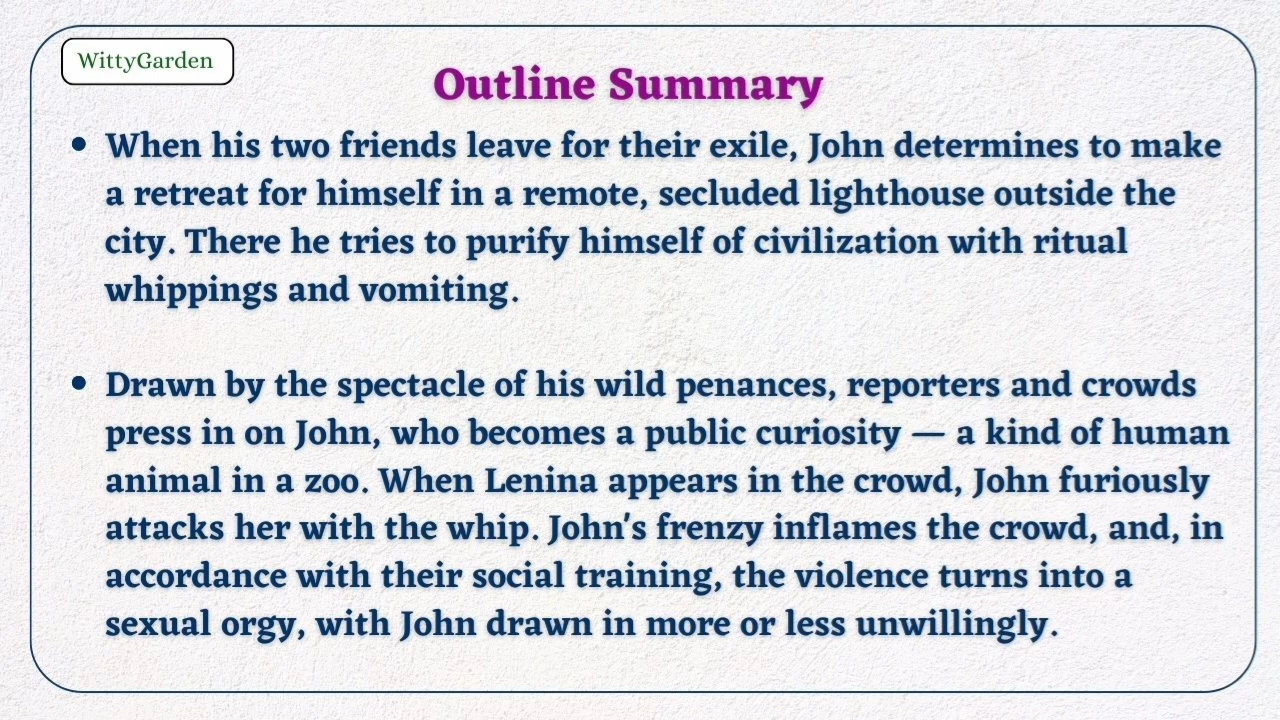 WittyGarden
Outline Summary
• When his two friends leave for their exile, John determines to make
a retreat for himself in a remote, secluded lighthouse outside the
city. There he tries to purify himself of civilization with ritual
whippings and vomiting.
• Drawn by the spectacle of his wild penances, reporters and crowds
press in on John, who becomes a public curiosity — a kind of human
animal in a zoo. When Lenina appears in the crowd, John furiously
attacks her with the whip. John's frenzy inflames the crowd, and, in
accordance with their social training, the violence turns into a
sexual orgy, with John drawn in more or less unwillingly.